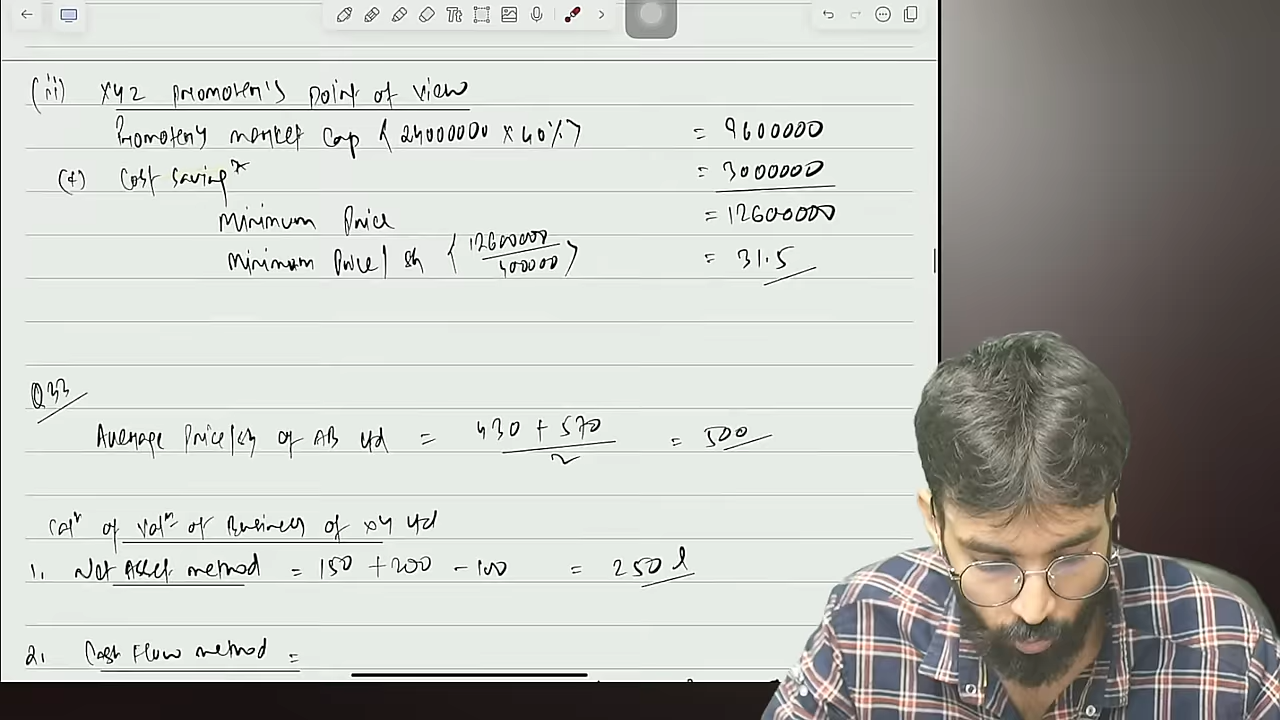 (ii) XYZ promoter's point of view
Promoter's market cap {24000000 × 40%} = 9600000
(+) Cost Saving* = 3000000
Minimum Price = 12600000
Minimum Price/sh {12600000/400000} = 31.5
Q33
Average Price/sh of AB Ltd = 430 + 570/2 = 500
Calⁿ of Valⁿ of Business of XY Ltd
1. Net Asset method = 150 + 200 - 100 = 250 l
2. Cash Flow method =